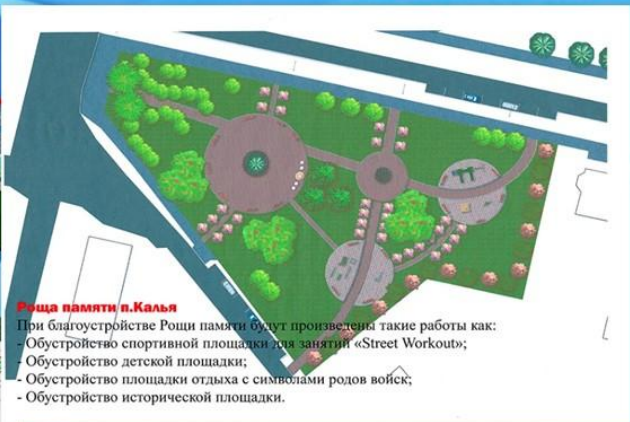 Роща памяти п.Калья
При благоустройстве Рощи памяти будут произведены такие работы как:
- Обустройство спортивной площадки для занятий «Street Workout»;
- Обустройство детской площадки;
- Обустройство площадки отдыха с символами родов войск;
- Обустройство исторической площадки.